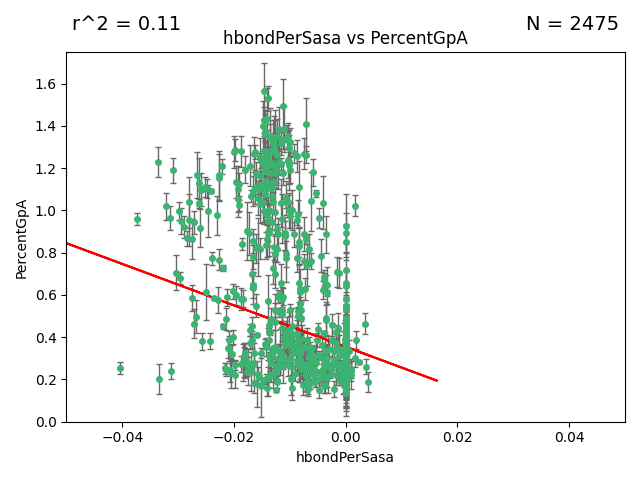 r^2 = 0.11
N = 2475
hbondPerSasa vs PercentGpA
PercentGpA
1.6
1.4
1.2
1.0
0.8
0.6
0.4
0.2
0.0
−0.04 −0.02 0.00 0.02 0.04
hbondPerSasa